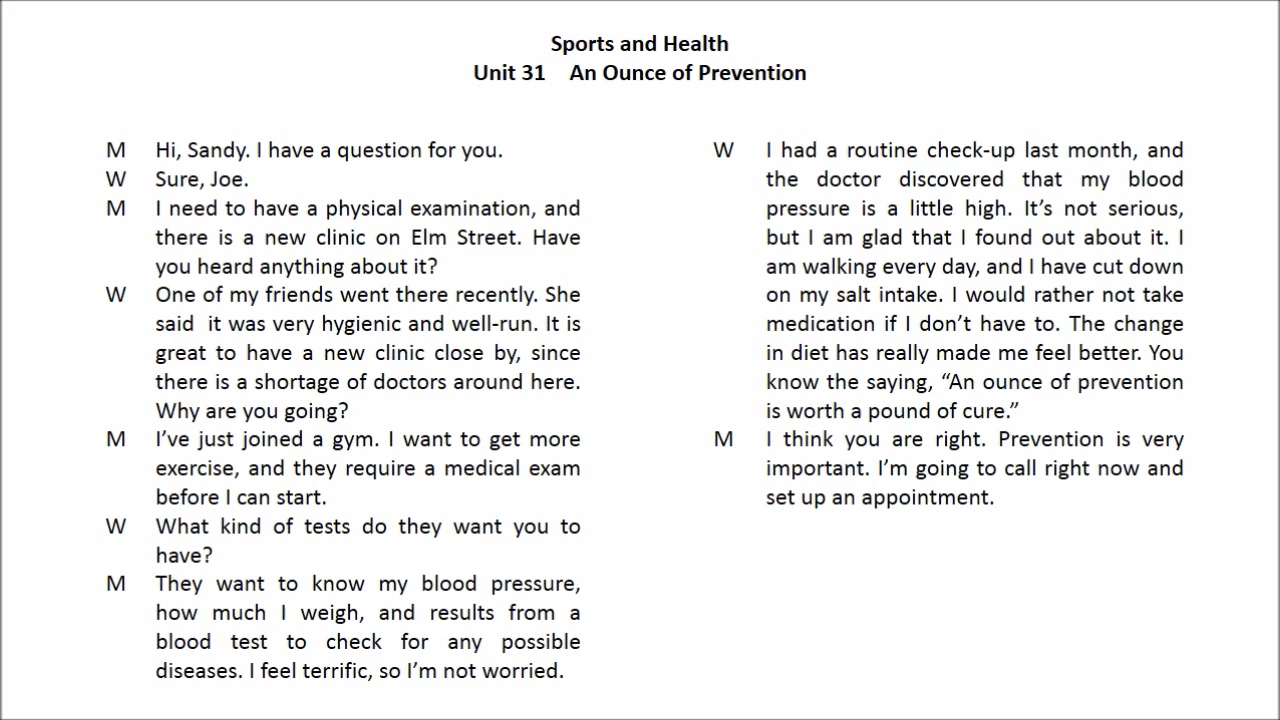 Sports and Health
Unit 31 An Ounce of Prevention
M Hi, Sandy. I have a question for you.
W Sure, Joe.
M I need to have a physical examination, and
there is a new clinic on Elm Street. Have
you heard anything about it?
W One of my friends went there recently. She
said it was very hygienic and well-run. It is
great to have a new clinic close by, since
there is a shortage of doctors around here.
Why are you going?
M I’ve just joined a gym. I want to get more
exercise, and they require a medical exam
before I can start.
W What kind of tests do they want you to
have?
M They want to know my blood pressure,
how much I weigh, and results from a
blood test to check for any possible
diseases. I feel terrific, so I’m not worried.
W I had a routine check-up last month, and
the doctor discovered that my blood
pressure is a little high. It’s not serious,
but I am glad that I found out about it. I
am walking every day, and I have cut down
on my salt intake. I would rather not take
medication if I don’t have to. The change
in diet has really made me feel better. You
know the saying, “An ounce of prevention
is worth a pound of cure.”
M I think you are right. Prevention is very
important. I’m going to call right now and
set up an appointment.